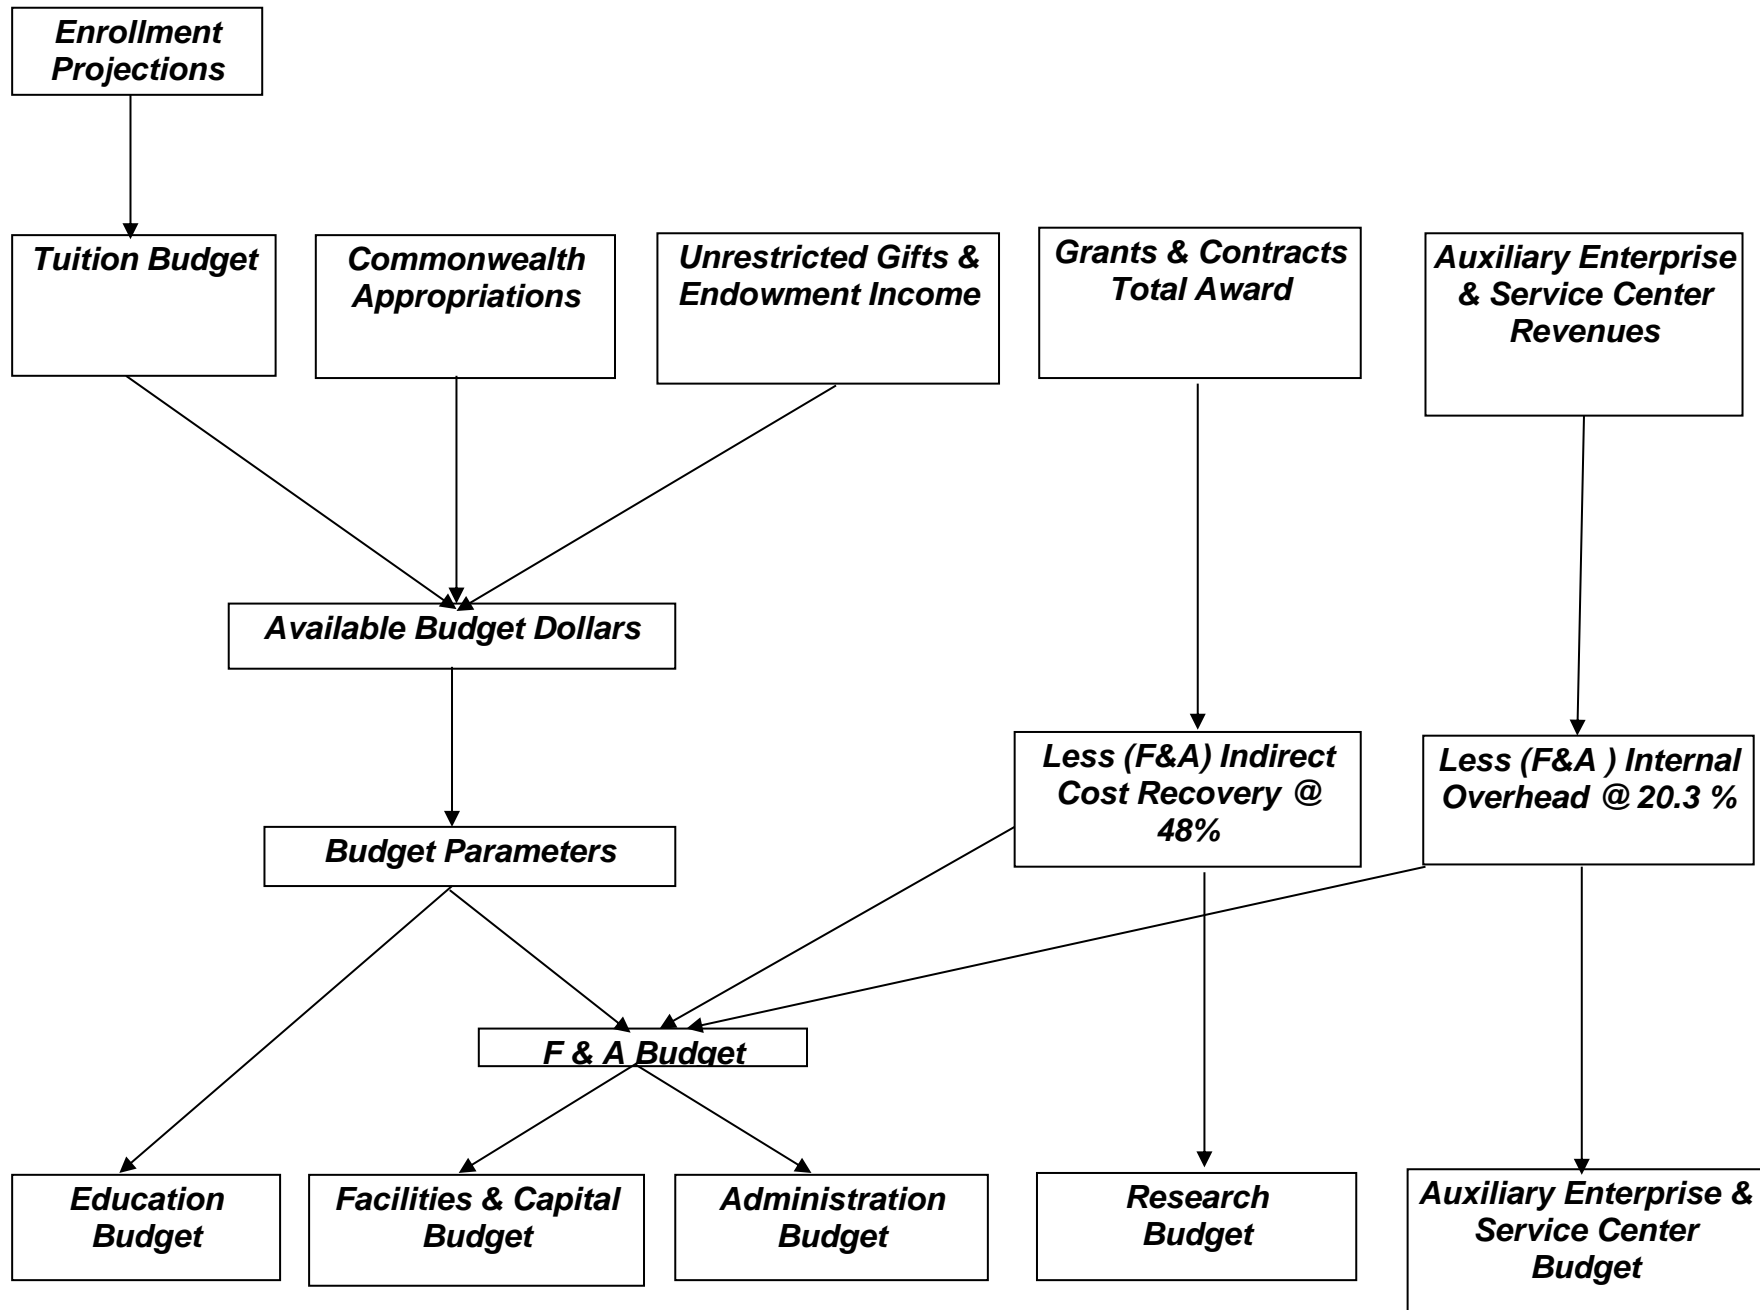 Enrollment
Projections
Tuition Budget
Commonwealth
Appropriations
Unrestricted Gifts &
Endowment Income
Grants & Contracts
Total Award
Auxiliary Enterprise
& Service Center
Revenues
Available Budget Dollars
Less (F&A) Indirect
Cost Recovery @
48%
Less (F&A ) Internal
Overhead @ 20.3 %
Budget Parameters
F & A Budget
Education
Budget
Facilities & Capital
Budget
Administration
Budget
Research
Budget
Auxiliary Enterprise &
Service Center
Budget